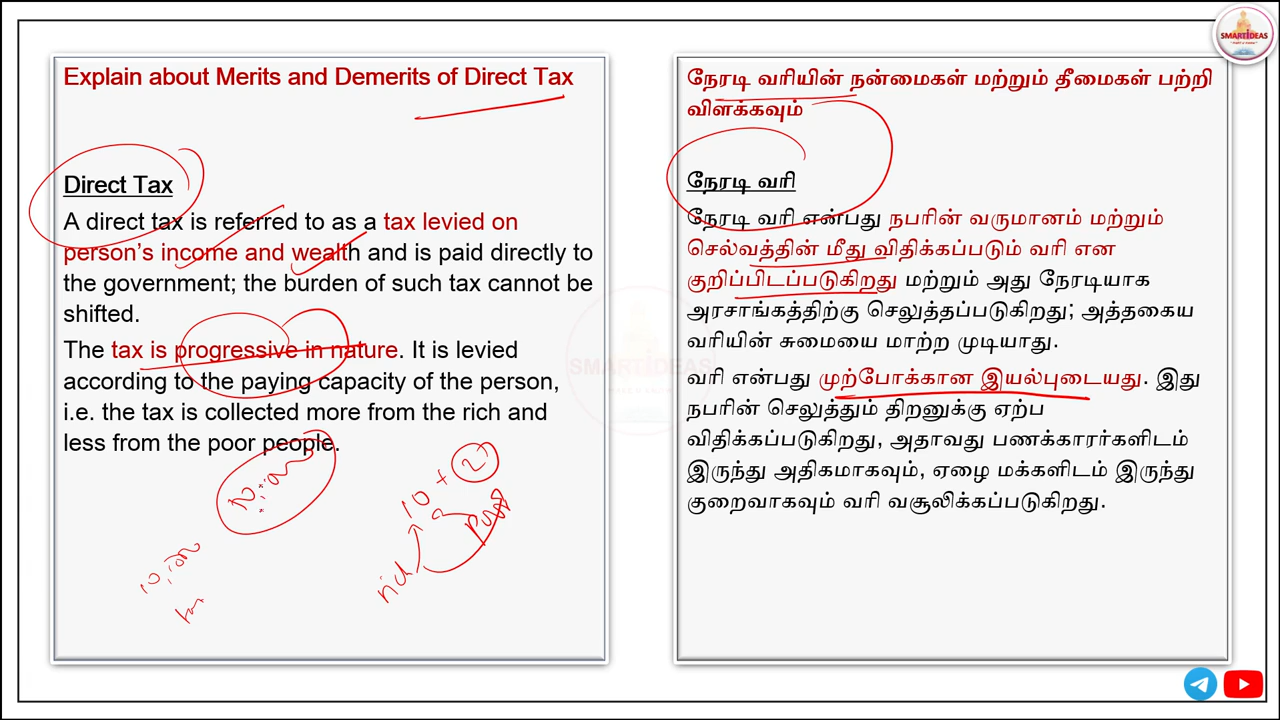 SMARTIDEAS
Explain about Merits and Demerits of Direct Tax
Direct Tax
A direct tax is referred to as a tax levied on
person's income and wealth and is paid directly to
the government; the burden of such tax cannot be
shifted.
The tax is progressive in nature. It is levied
according to the paying capacity of the person,
i.e. the tax is collected more from the rich and
less from the poor people.
10 +
rich
நேரடி வரியின் நன்மைகள் மற்றும் தீமைகள் பற்றி
விளக்கவும்
நேரடி வரி
நேரடி வரி என்பது நபரின் வருமானம் மற்றும்
செல்வத்தின் மீது விதிக்கப்படும் வரி என
குறிப்பிடப்படுகிறது மற்றும் அது நேரடியாக
அரசாங்கத்திற்கு செலுத்தப்படுகிறது; அத்தகைய
வரியின் சுமையை மாற்ற முடியாது.
வரி என்பது முற்போக்கான இயல்புடையது. இது
நபரின் செலுத்தும் திறனுக்கு ஏற்ப
விதிக்கப்படுகிறது, அதாவது பணக்காரர்களிடம்
இருந்து அதிகமாகவும், ஏழை மக்களிடம் இருந்து
குறைவாகவும் வரி வசூலிக்கப்படுகிறது.
SMARTIDEAS